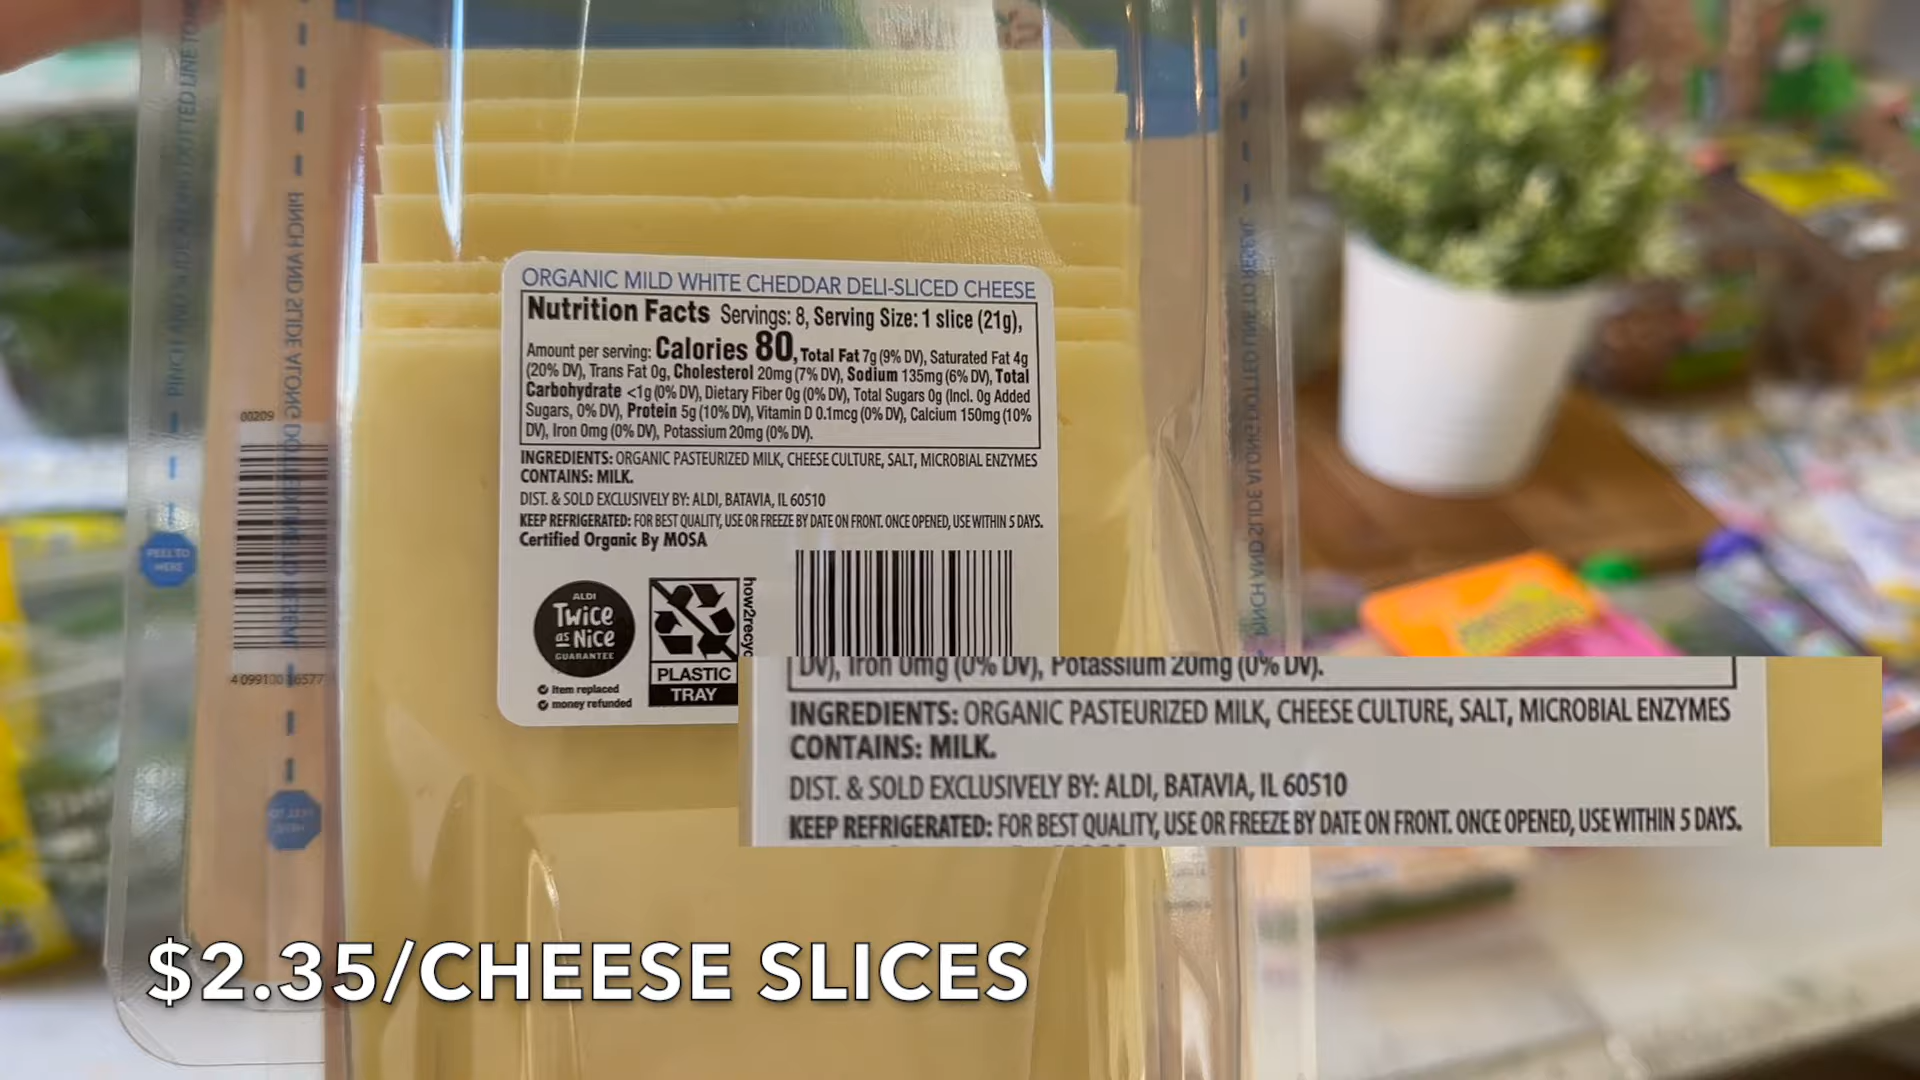 ORGANIC MILD WHITE CHEDDAR DELI-SLICED CHEESE
Nutrition Facts Servings: 8, Serving Size: 1 slice (21g),
Amount per serving: Calories 80, Total Fat 7g (9% DV), Saturated Fat 4g
(20% DV), Trans Fat 0g, Cholesterol 20mg (7% DV), Sodium 135mg (6% DV), Total
Carbohydrate <1g (0% DV), Dietary Fiber 0g (0% DV), Total Sugars 0g (Incl. 0g Added
Sugars, 0% DV), Protein 5g (10% DV), Vitamin D 0.1mcg (0% DV), Calcium 150mg (10%
DV), Iron 0mg (0% DV), Potassium 20mg (0% DV).
INGREDIENTS: ORGANIC PASTEURIZED MILK, CHEESE CULTURE, SALT, MICROBIAL ENZYMES
CONTAINS: MILK.
DIST. & SOLD EXCLUSIVELY BY: ALDI, BATAVIA, IL 60510
KEEP REFRIGERATED: FOR BEST QUALITY, USE OR FREEZE BY DATE ON FRONT. ONCE OPENED, USE WITHIN 5 DAYS.
Certified Organic By MOSA
ALDI
Twice
as Nice
GUARANTEE
Item replaced
money refunded
PLASTIC
TRAY
how2recyc
00209
PINCH AND SLIDE ALONG DOTTED LINE TO RESEAL
PEEL TO
HERE
DV), Iron 0mg (0% DV), Potassium 20mg (0% DV).
INGREDIENTS: ORGANIC PASTEURIZED MILK, CHEESE CULTURE, SALT, MICROBIAL ENZYMES
CONTAINS: MILK.
DIST. & SOLD EXCLUSIVELY BY: ALDI, BATAVIA, IL 60510
KEEP REFRIGERATED: FOR BEST QUALITY, USE OR FREEZE BY DATE ON FRONT. ONCE OPENED, USE WITHIN 5 DAYS.
$2.35/CHEESE SLICES